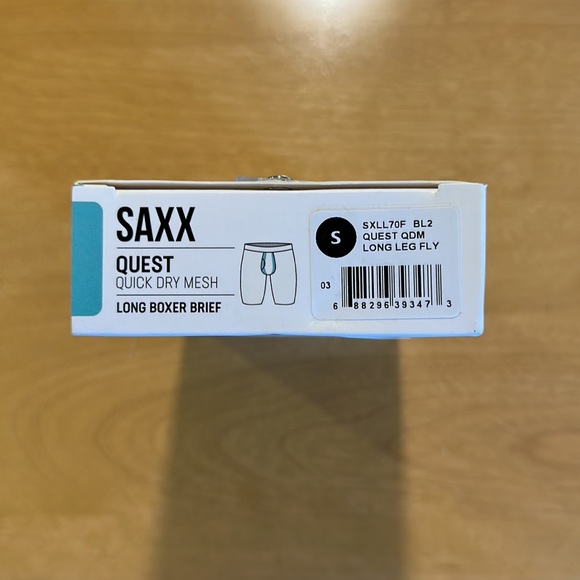 SAXX
QUEST
QUICK DRY MESH
LONG BOXER BRIEF
S
SXLL70F BL2
QUEST QDM
LONG LEG FLY
03
6 88296 39347 3